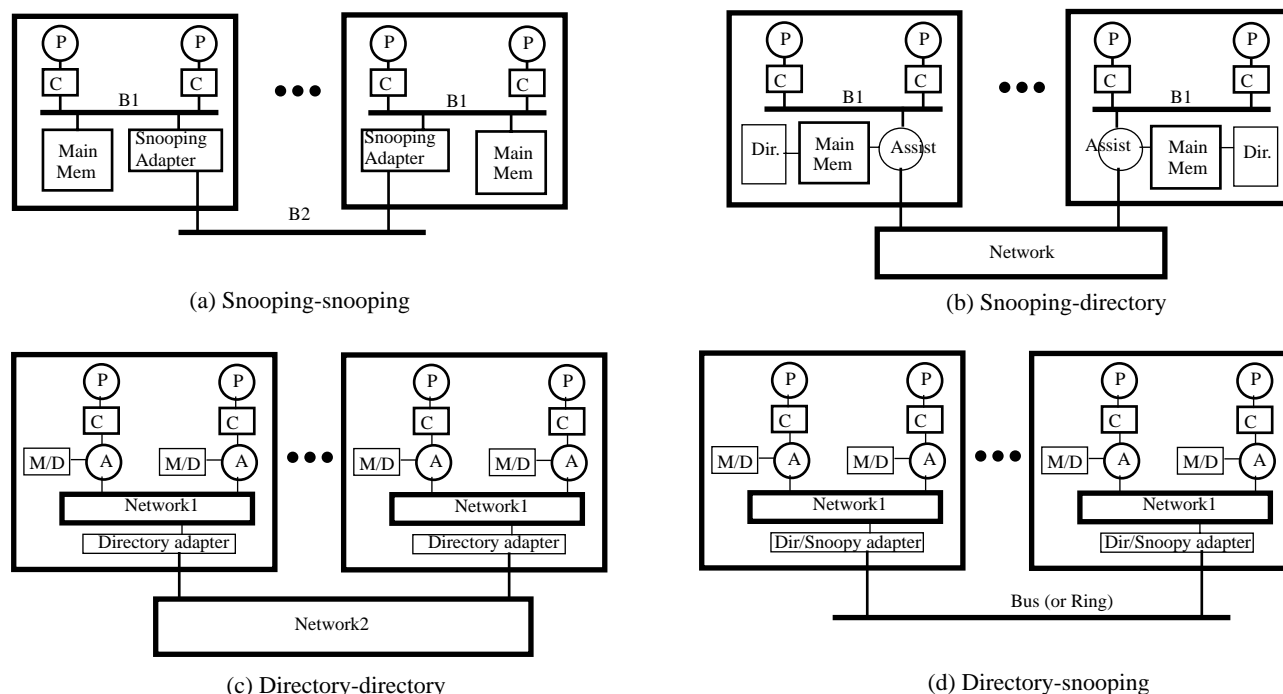 P P P P
C C C C
B1 B1
Main Mem
Snooping Adapter
Snooping Adapter
Main Mem
B2
(a) Snooping-snooping
P P P P
C C C C
B1 B1
Dir.
Main Mem
Assist
Assist
Main Mem
Dir.
Network
(b) Snooping-directory
P P P P
C C C C
M/D A M/D A M/D A M/D A
Network1 Network1
Directory adapter Directory adapter
Network2
(c) Directory-directory
P P P P
C C C C
M/D A M/D A M/D A M/D A
Network1 Network1
Dir/Snoopy adapter Dir/Snoopy adapter
Bus (or Ring)
(d) Directory-snooping